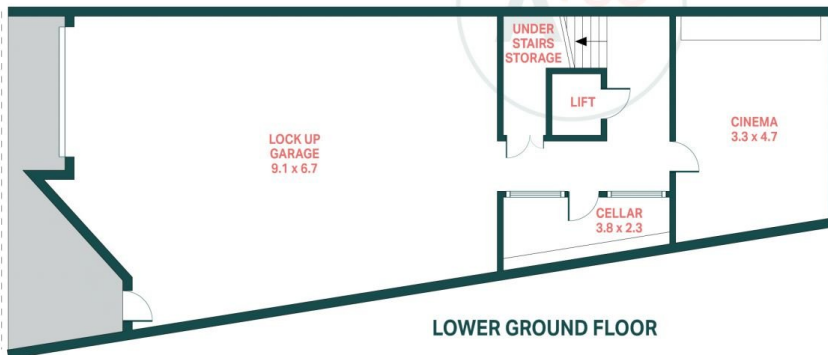 UNDER
STAIRS
STORAGE
LIFT
LOCK UP
GARAGE
9.1 x 6.7
CINEMA
3.3 x 4.7
CELLAR
3.8 x 2.3
LOWER GROUND FLOOR